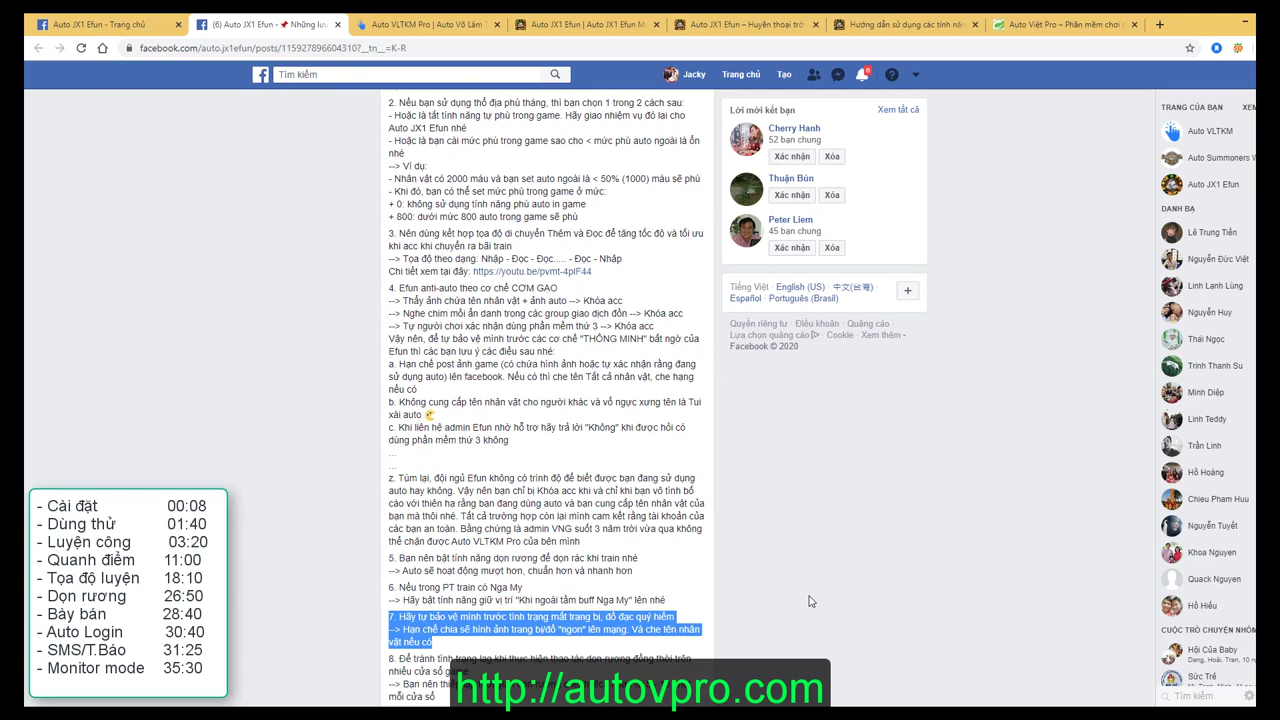 Auto JX1 Efun - Trang chủ
(6) Auto JX1 Efun - 📌 Những lưu
Auto VLTKM Pro | Auto Võ Lâm T
Auto JX1 Efun | Auto JX1 Efun M
Auto JX1 Efun – Huyền thoại trở
Hướng dẫn sử dụng các tính năn
Auto Việt Pro – Phần mềm chơi g
facebook.com/auto.jx1efun/posts/115927896604310?__tn__=K-R
Tìm kiếm
Jacky
Trang chủ
Tạo
2. Nếu bạn sử dụng thổ địa phù tháng, thì bạn chọn 1 trong 2 cách sau:
- Hoặc là tắt tính năng tự phù trong game. Hãy giao nhiệm vụ đó lại cho
Auto JX1 Efun nhé
- Hoặc là bạn cài mức phù trong game sao cho < mức phù auto ngoài là ổn
nhé
--> Ví dụ:
- Nhân vật có 2000 máu và bạn set auto ngoài là < 50% (1000) máu sẽ phù
- Khi đó, bạn có thể set mức phù trong game ở mức:
+ 0: không sử dụng tính năng phù auto in game
+ 800: dưới mức 800 auto trong game sẽ phù
3. Nên dùng kết hợp tọa độ di chuyển Thêm và Đọc để tăng tốc độ và tối ưu
khi acc khi chuyển ra bãi train
--> Tọa độ theo dạng: Nhập - Đọc - Đọc..... - Đọc - Nhập
Chi tiết xem tại đây: https://youtu.be/pvmt-4pIF44
4. Efun anti-auto theo cơ chế CƠM GẠO
--> Thấy ảnh chứa tên nhân vật + ảnh auto --> Khóa acc
--> Nghe chim mồi ẩn danh trong các group giao dịch đồn --> Khóa acc
--> Tự người chơi xác nhận dùng phần mềm thứ 3 --> Khóa acc
Vậy nên, để tự bảo vệ mình trước các cơ chế "THÔNG MINH" bất ngờ của
Efun thì các bạn lưu ý các điều sau nhé:
a. Hạn chế post ảnh game (có chứa hình ảnh hoặc tự xác nhận rằng đang
sử dụng auto) lên facebook. Nếu có thì che tên Tất cả nhân vật, che hạng
nếu có
b. Không cung cấp tên nhân vật cho người khác và vỗ ngực xưng tên là Tui
xài auto
c. Khi liên hệ admin Efun nhờ hỗ trợ hãy trả lời "Không" khi được hỏi có
dùng phần mềm thứ 3 không
...
...
z. Túm lại, đội ngủ Efun không có trình độ để biết được bạn đang sử dụng
auto hay không. Vậy nên bạn chỉ bị Khóa acc khi và chỉ khi bạn vô tình bố
cáo với thiên hạ rằng bạn đang dùng auto và bạn cung cấp tên nhân vật của
bạn mà thôi nhé. Tất cả trường hợp còn lại mình cam kết rằng tài khoản của
các bạn an toàn. Bằng chứng là admin VNG suốt 3 năm trời vừa qua không
thể chặn được Auto VLTKM Pro của bên mình
5. Bạn nên bật tính năng dọn rương để dọn rác khi train nhé
--> Auto sẽ hoạt động mượt hơn, chuẩn hơn và nhanh hơn
6. Nếu trong PT train có Nga My
--> Hãy bật tính năng giữ vị trí "Khi ngoài tầm buff Nga My" lên nhé
7. Hãy tự bảo vệ mình trước tình trạng mất trang bị, đồ đạc quý hiếm
--> Hạn chế chia sẽ hình ảnh trang bị/đồ "ngon" lên mạng. Và che tên nhân
vật nếu có
8. Để tránh tình trạng lag khi thực hiện thao tác dọn rương đồng thời trên
nhiều cửa sổ game
--> Bạn nên thiế
mỗi cửa sổ
Lời mời kết bạn
Xem tất cả
Cherry Hanh
52 bạn chung
Xác nhận Xóa
Thuận Bùn
Xác nhận Xóa
Peter Liem
45 bạn chung
Xác nhận Xóa
Tiếng Việt · English (US) · 中文(台灣) ·
Español · Português (Brasil)
Quyền riêng tư · Điều khoản · Quảng cáo ·
Lựa chọn quảng cáo · Cookie · Xem thêm
Facebook © 2020
TRANG CỦA BẠN XEM
Auto VLTKM
Auto Summoners W
Auto JX1 Efun
DANH BẠ
Lê Trung Tiền
Nguyễn Đức Việt
Linh Lạnh Lùng
Nguyễn Huy
Thái Ngọc
Trinh Thanh Su
Minh Diệp
Linh Teddy
Trần Linh
Hồ Hoàng
Chieu Pham Huu
Nguyễn Tuyết
Khoa Nguyen
Quack Nguyen
Hồ Hiếu
CUỘC TRÒ CHUYỆN NHÓM
Hội Của Baby
Dang, Hoài, Tran, 10 n
Sức Trẻ
Tìm kiếm
- Cài đặt 00:08
- Dùng thử 01:40
- Luyện công 03:20
- Quanh điểm 11:00
- Tọa độ luyện 18:10
- Dọn rương 26:50
- Bày bán 28:40
- Auto Login 30:40
- SMS/T.Báo 31:25
- Monitor mode 35:30
http://autovpro.com